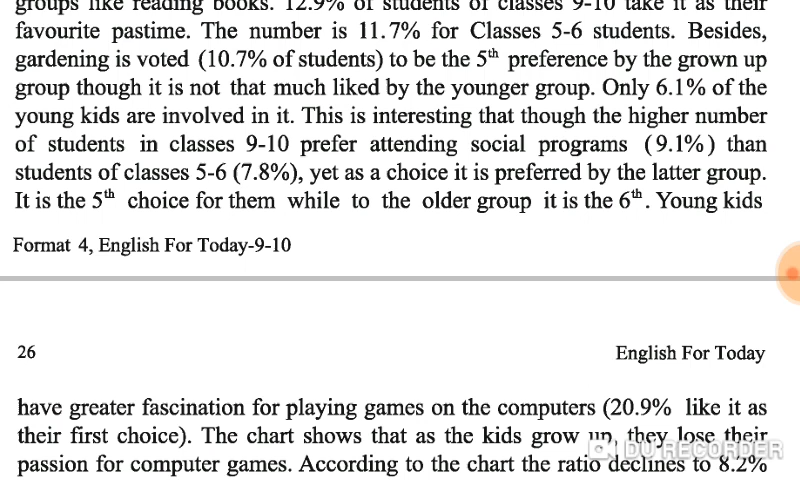 groups like reading books. 12.9% of students of classes 9-10 take it as their
favourite pastime. The number is 11.7% for Classes 5-6 students. Besides,
gardening is voted (10.7% of students) to be the 5th preference by the grown up
group though it is not that much liked by the younger group. Only 6.1% of the
young kids are involved in it. This is interesting that though the higher number
of students in classes 9-10 prefer attending social programs (9.1%) than
students of classes 5-6 (7.8%), yet as a choice it is preferred by the latter group.
It is the 5th choice for them while to the older group it is the 6th. Young kids
Format 4, English For Today-9-10
26 English For Today
have greater fascination for playing games on the computers (20.9% like it as
their first choice). The chart shows that as the kids grow up, they lose their
DU RECORDER
passion for computer games. According to the chart the ratio declines to 8.2%